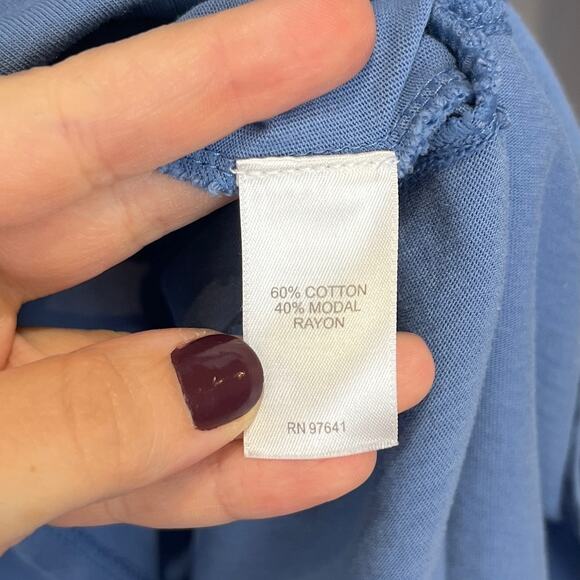 60% COTTON
40% MODAL
RAYON
RN 97641